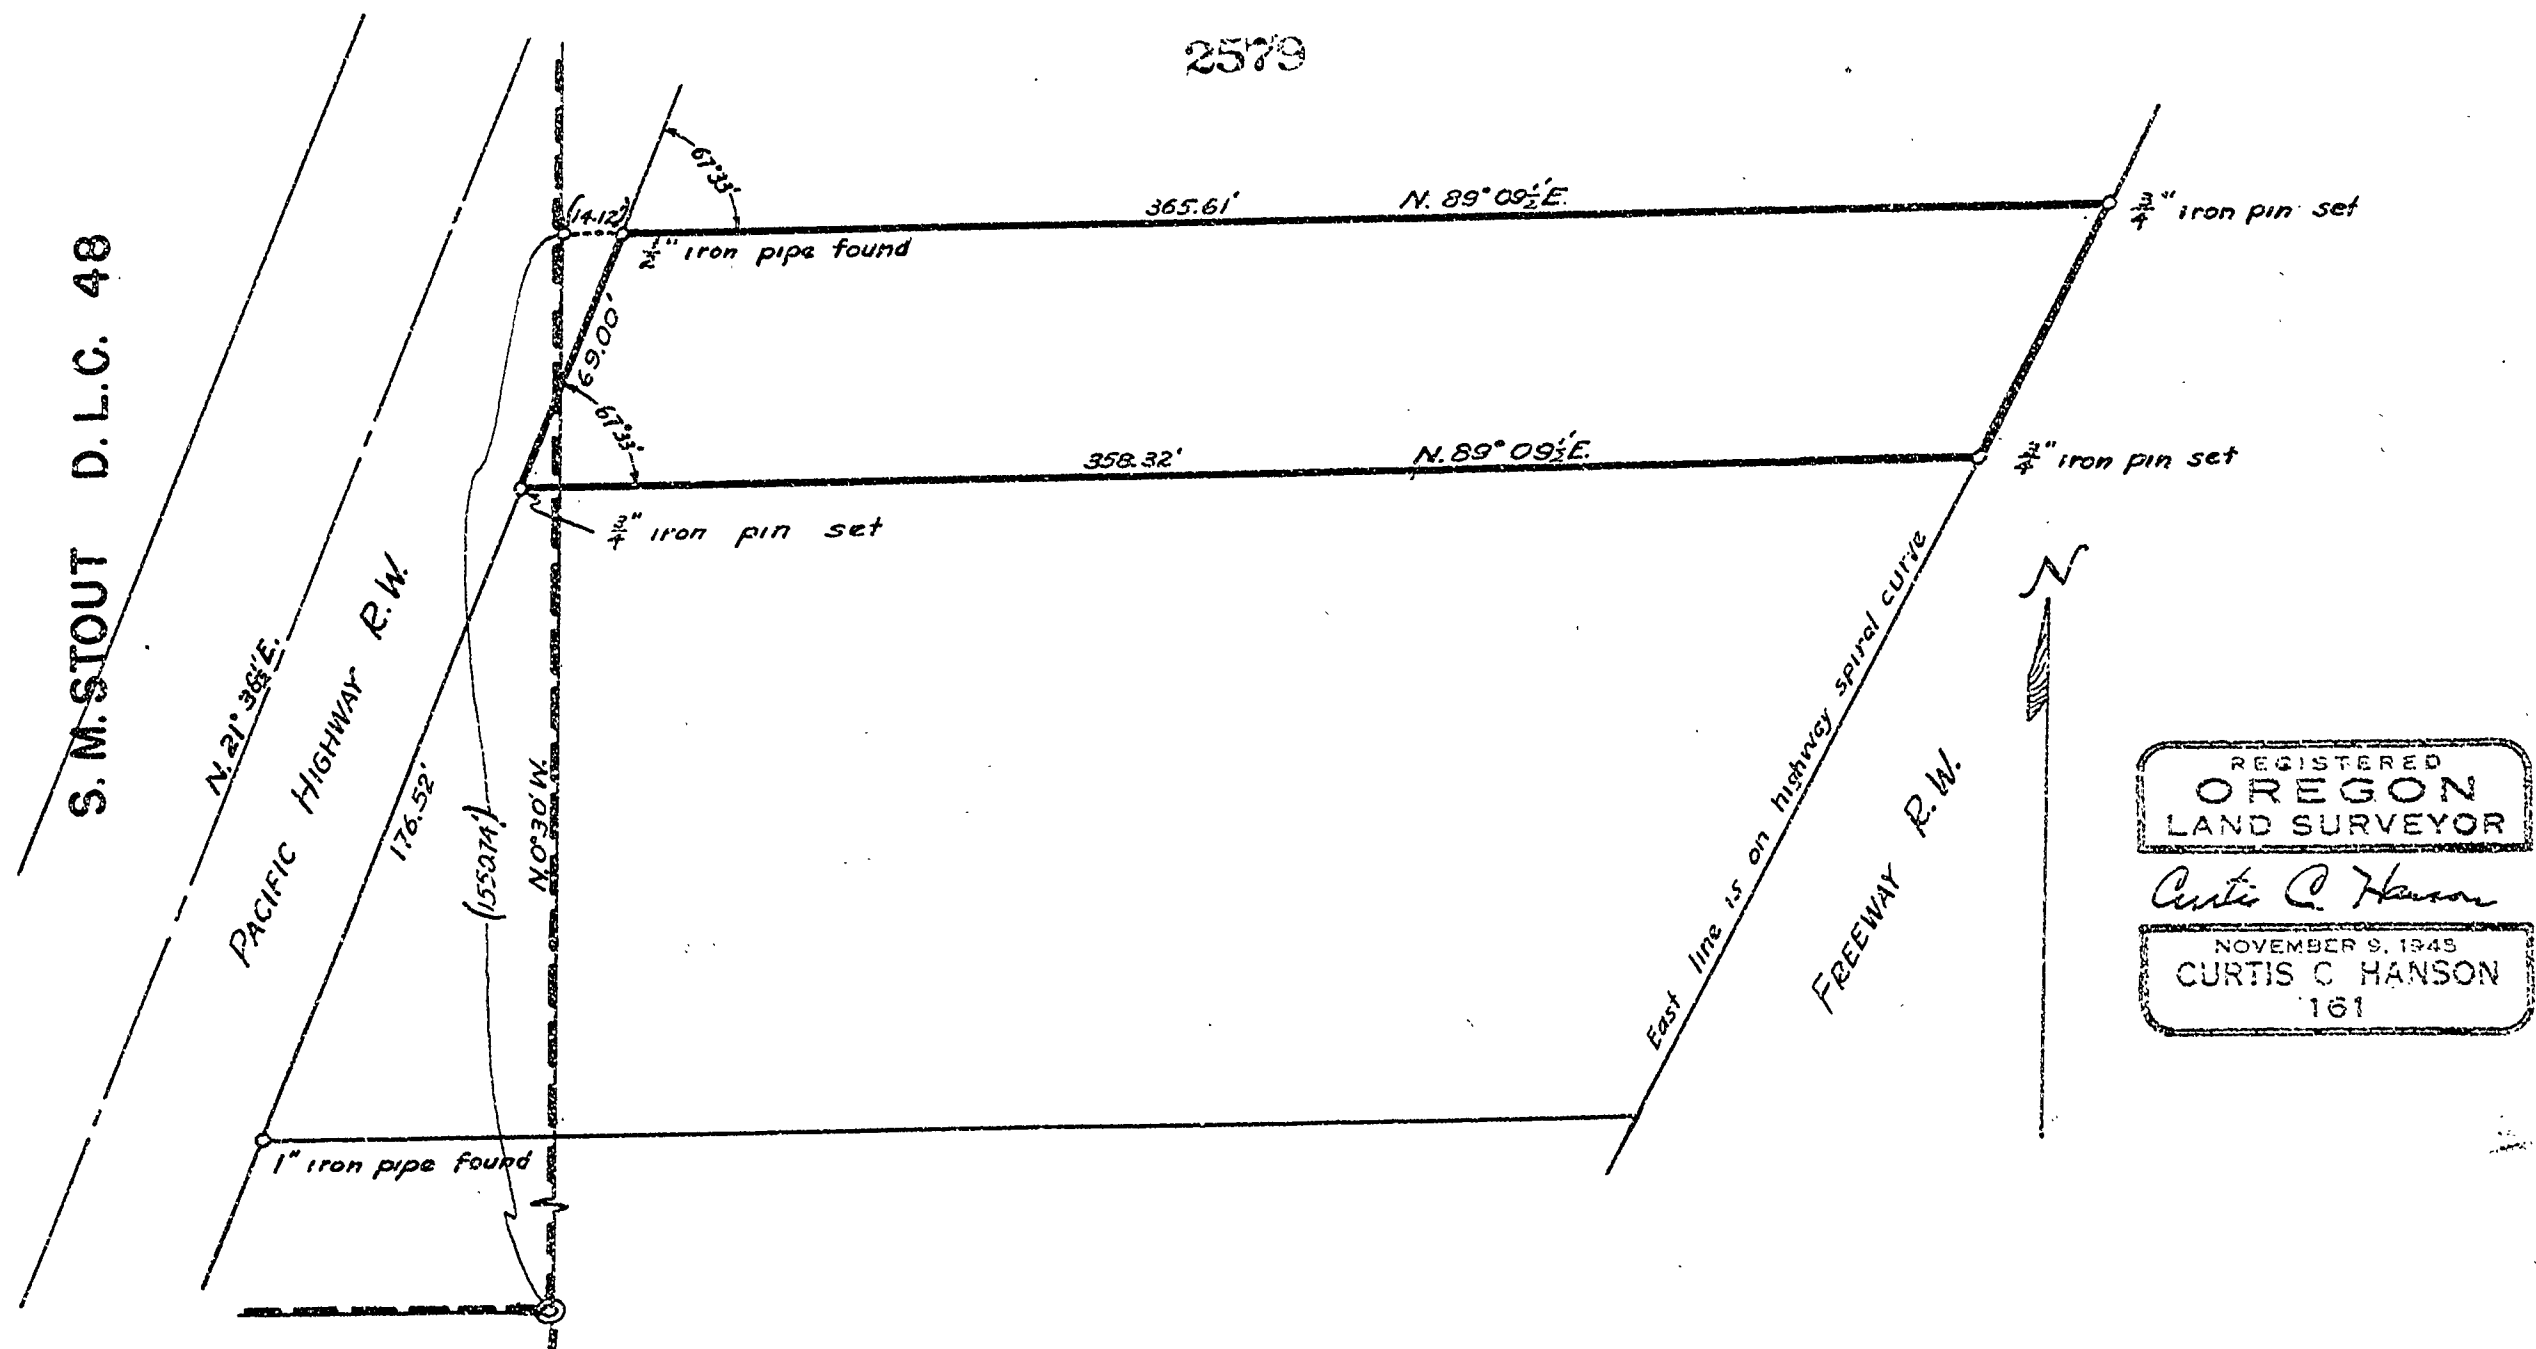 2579
S. M. STOUT D.L.C. 48
67°33'
(14.12')
365.61'
N. 89° 09½' E.
¾" iron pin set
½" iron pipe found
69.00'
67°33'
358.32'
N. 89° 09½' E.
¾" iron pin set
¾" iron pin set
N. 21° 36½' E.
PACIFIC HIGHWAY R.W.
176.52'
N. 0°30' W.
East line is on highway spiral curve
FREEWAY R.W.
N
1" iron pipe found
REGISTERED
OREGON
LAND SURVEYOR
Curtis C. Hanson
NOVEMBER 9, 1945
CURTIS C HANSON
161